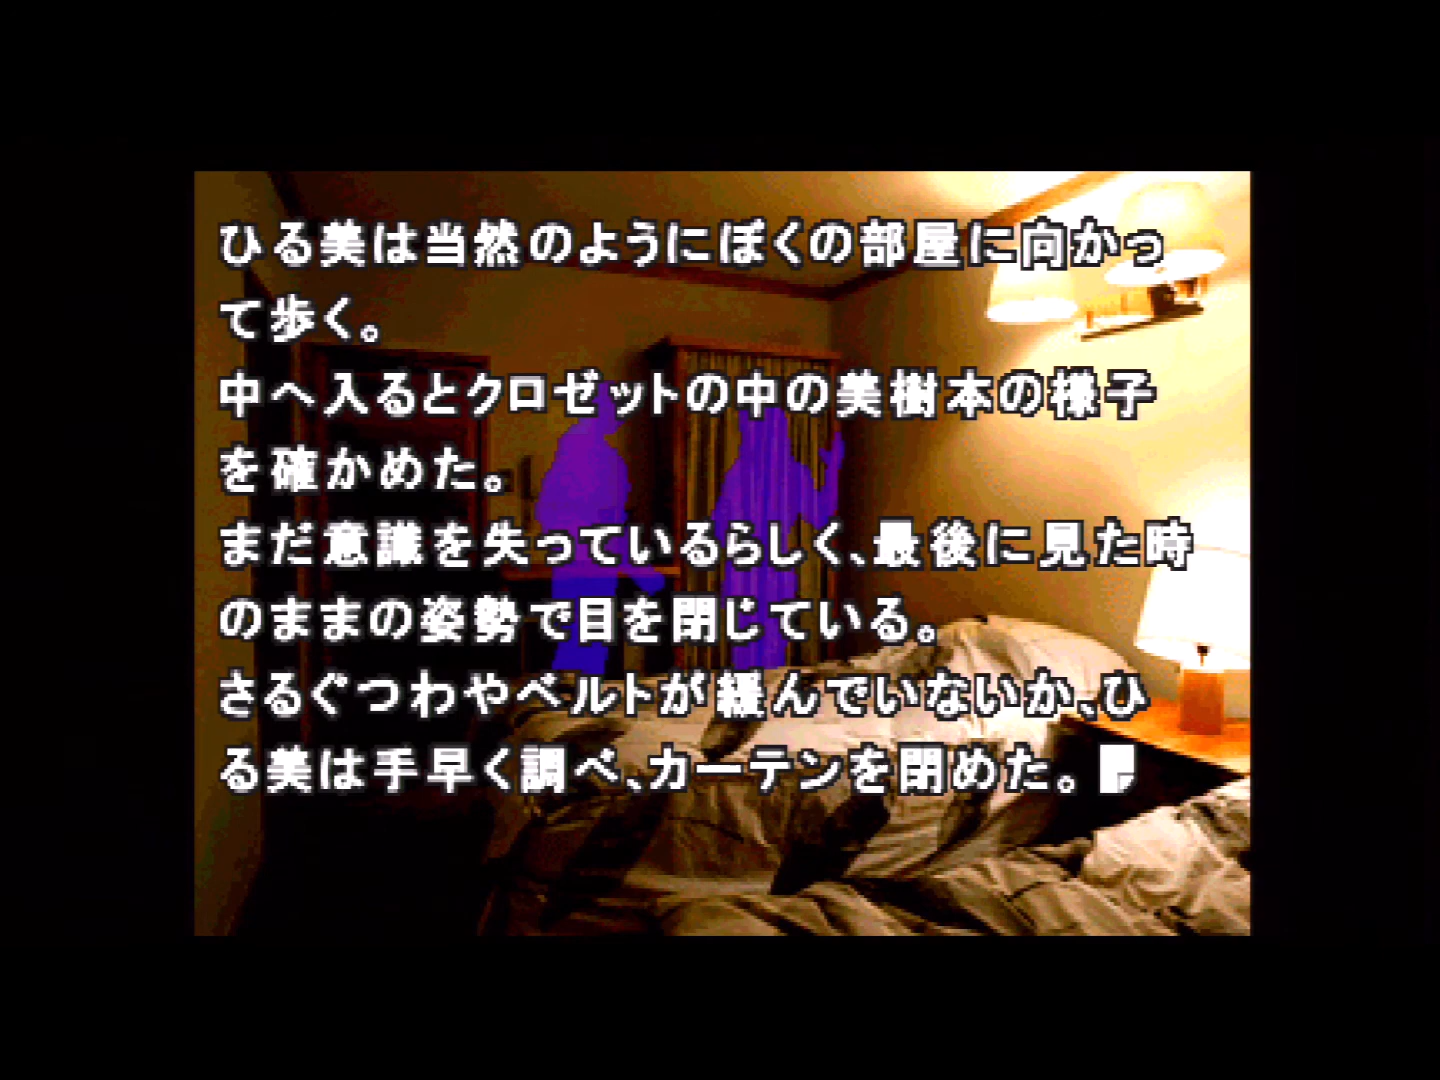 ひる美は当然のようにぼくの部屋に向かっ
て歩く。
中へ入るとクロゼットの中の美樹本の様子
を確かめた。
まだ意識を失っているらしく、最後に見た時
のままの姿勢で目を閉じている。
さるぐつわやベルトが緩んでいないか、ひ
る美は手早く調べ、カーテンを閉めた。